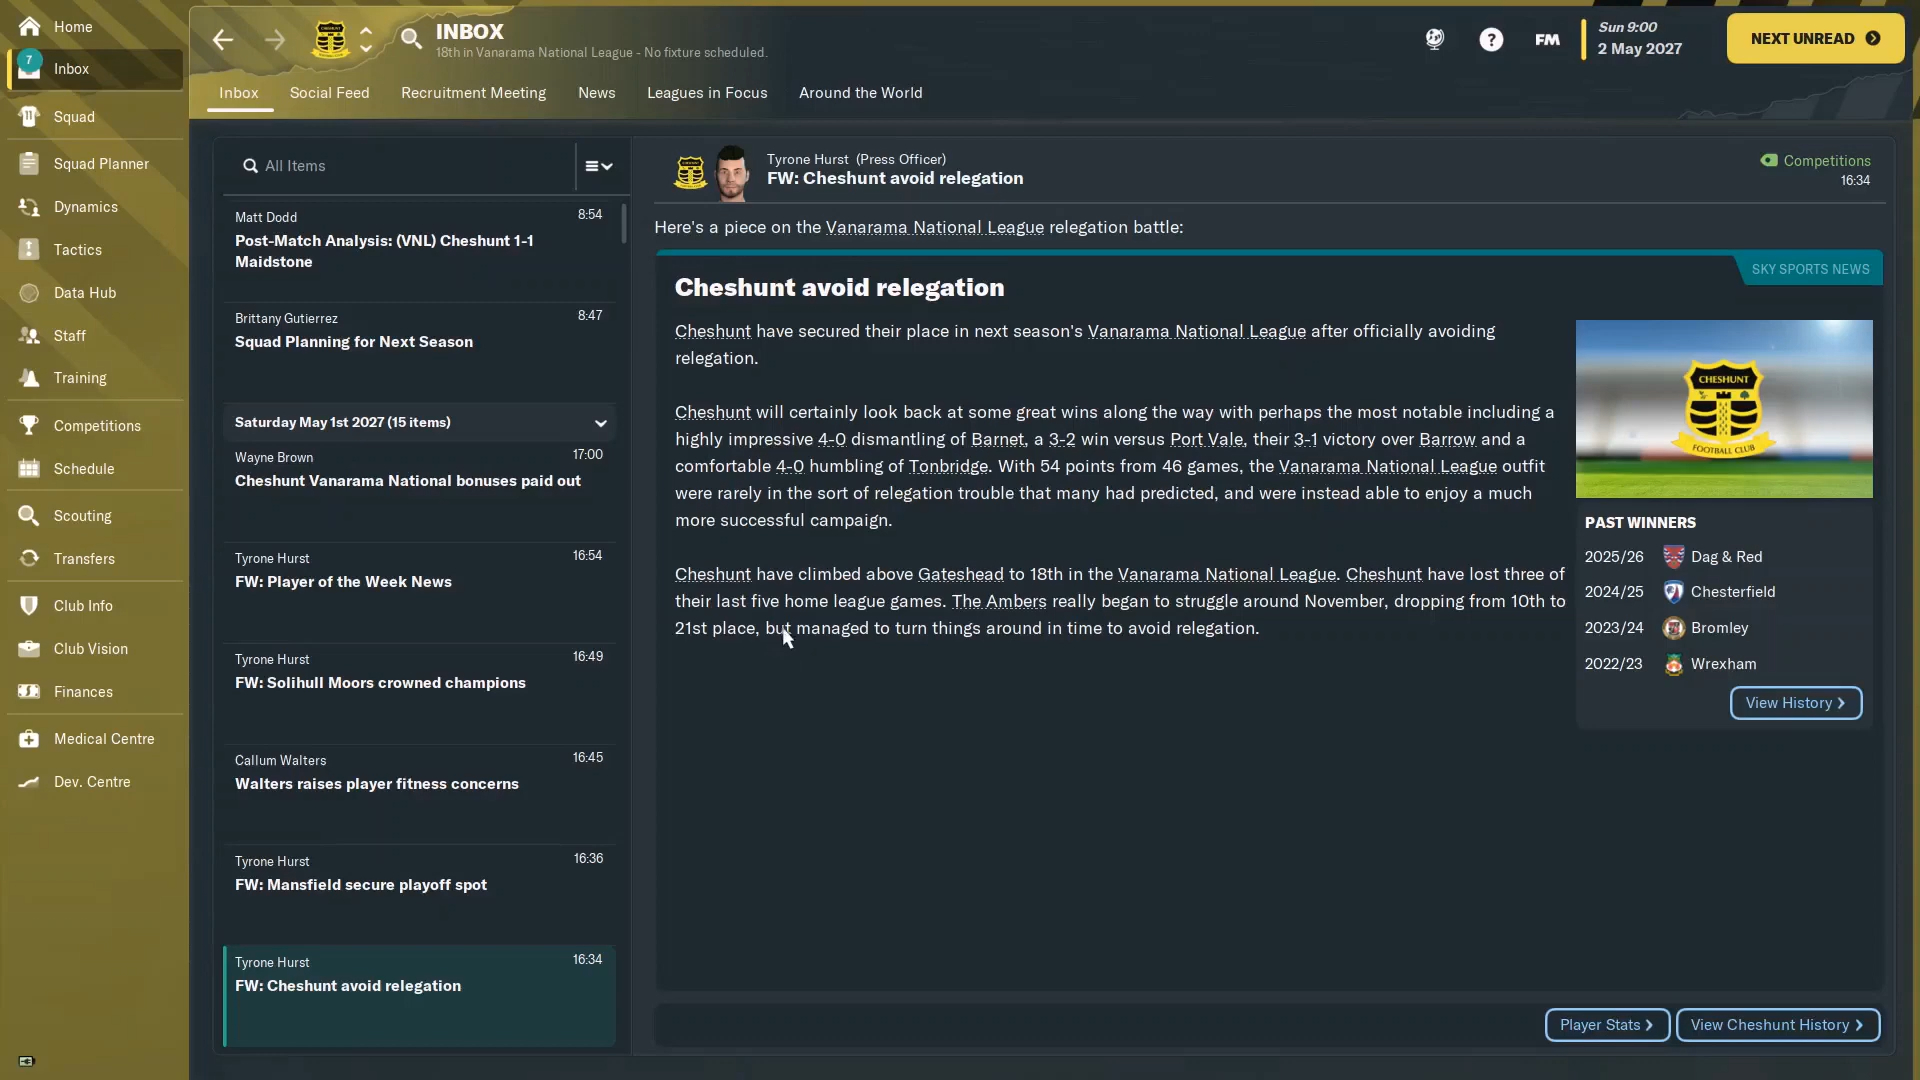 Home
7
Inbox
Squad
Squad Planner
Dynamics
Tactics
Data Hub
Staff
Training
Competitions
Schedule
Scouting
Transfers
Club Info
Club Vision
Finances
Medical Centre
Dev. Centre
INBOX
18th in Vanarama National League - No fixture scheduled.
FM
Sun 9:00
2 May 2027
NEXT UNREAD
Inbox
Social Feed
Recruitment Meeting
News
Leagues in Focus
Around the World
All Items
Matt Dodd 8:54
Post-Match Analysis: (VNL) Cheshunt 1-1
Maidstone
Brittany Gutierrez 8:47
Squad Planning for Next Season
Saturday May 1st 2027 (15 items)
Wayne Brown 17:00
Cheshunt Vanarama National bonuses paid out
Tyrone Hurst 16:54
FW: Player of the Week News
Tyrone Hurst 16:49
FW: Solihull Moors crowned champions
Callum Walters 16:45
Walters raises player fitness concerns
Tyrone Hurst 16:36
FW: Mansfield secure playoff spot
Tyrone Hurst 16:34
FW: Cheshunt avoid relegation
Tyrone Hurst (Press Officer)
FW: Cheshunt avoid relegation
Competitions
16:34
Here's a piece on the Vanarama National League relegation battle:
SKY SPORTS NEWS
Cheshunt avoid relegation
Cheshunt have secured their place in next season's Vanarama National League after officially avoiding
relegation.
Cheshunt will certainly look back at some great wins along the way with perhaps the most notable including a
highly impressive 4-0 dismantling of Barnet, a 3-2 win versus Port Vale, their 3-1 victory over Barrow and a
comfortable 4-0 humbling of Tonbridge. With 54 points from 46 games, the Vanarama National League outfit
were rarely in the sort of relegation trouble that many had predicted, and were instead able to enjoy a much
more successful campaign.
Cheshunt have climbed above Gateshead to 18th in the Vanarama National League. Cheshunt have lost three of
their last five home league games. The Ambers really began to struggle around November, dropping from 10th to
21st place, but managed to turn things around in time to avoid relegation.
CHESHUNT
FOOTBALL CLUB
PAST WINNERS
2025/26 Dag & Red
2024/25 Chesterfield
2023/24 Bromley
2022/23 Wrexham
View History
Player Stats
View Cheshunt History